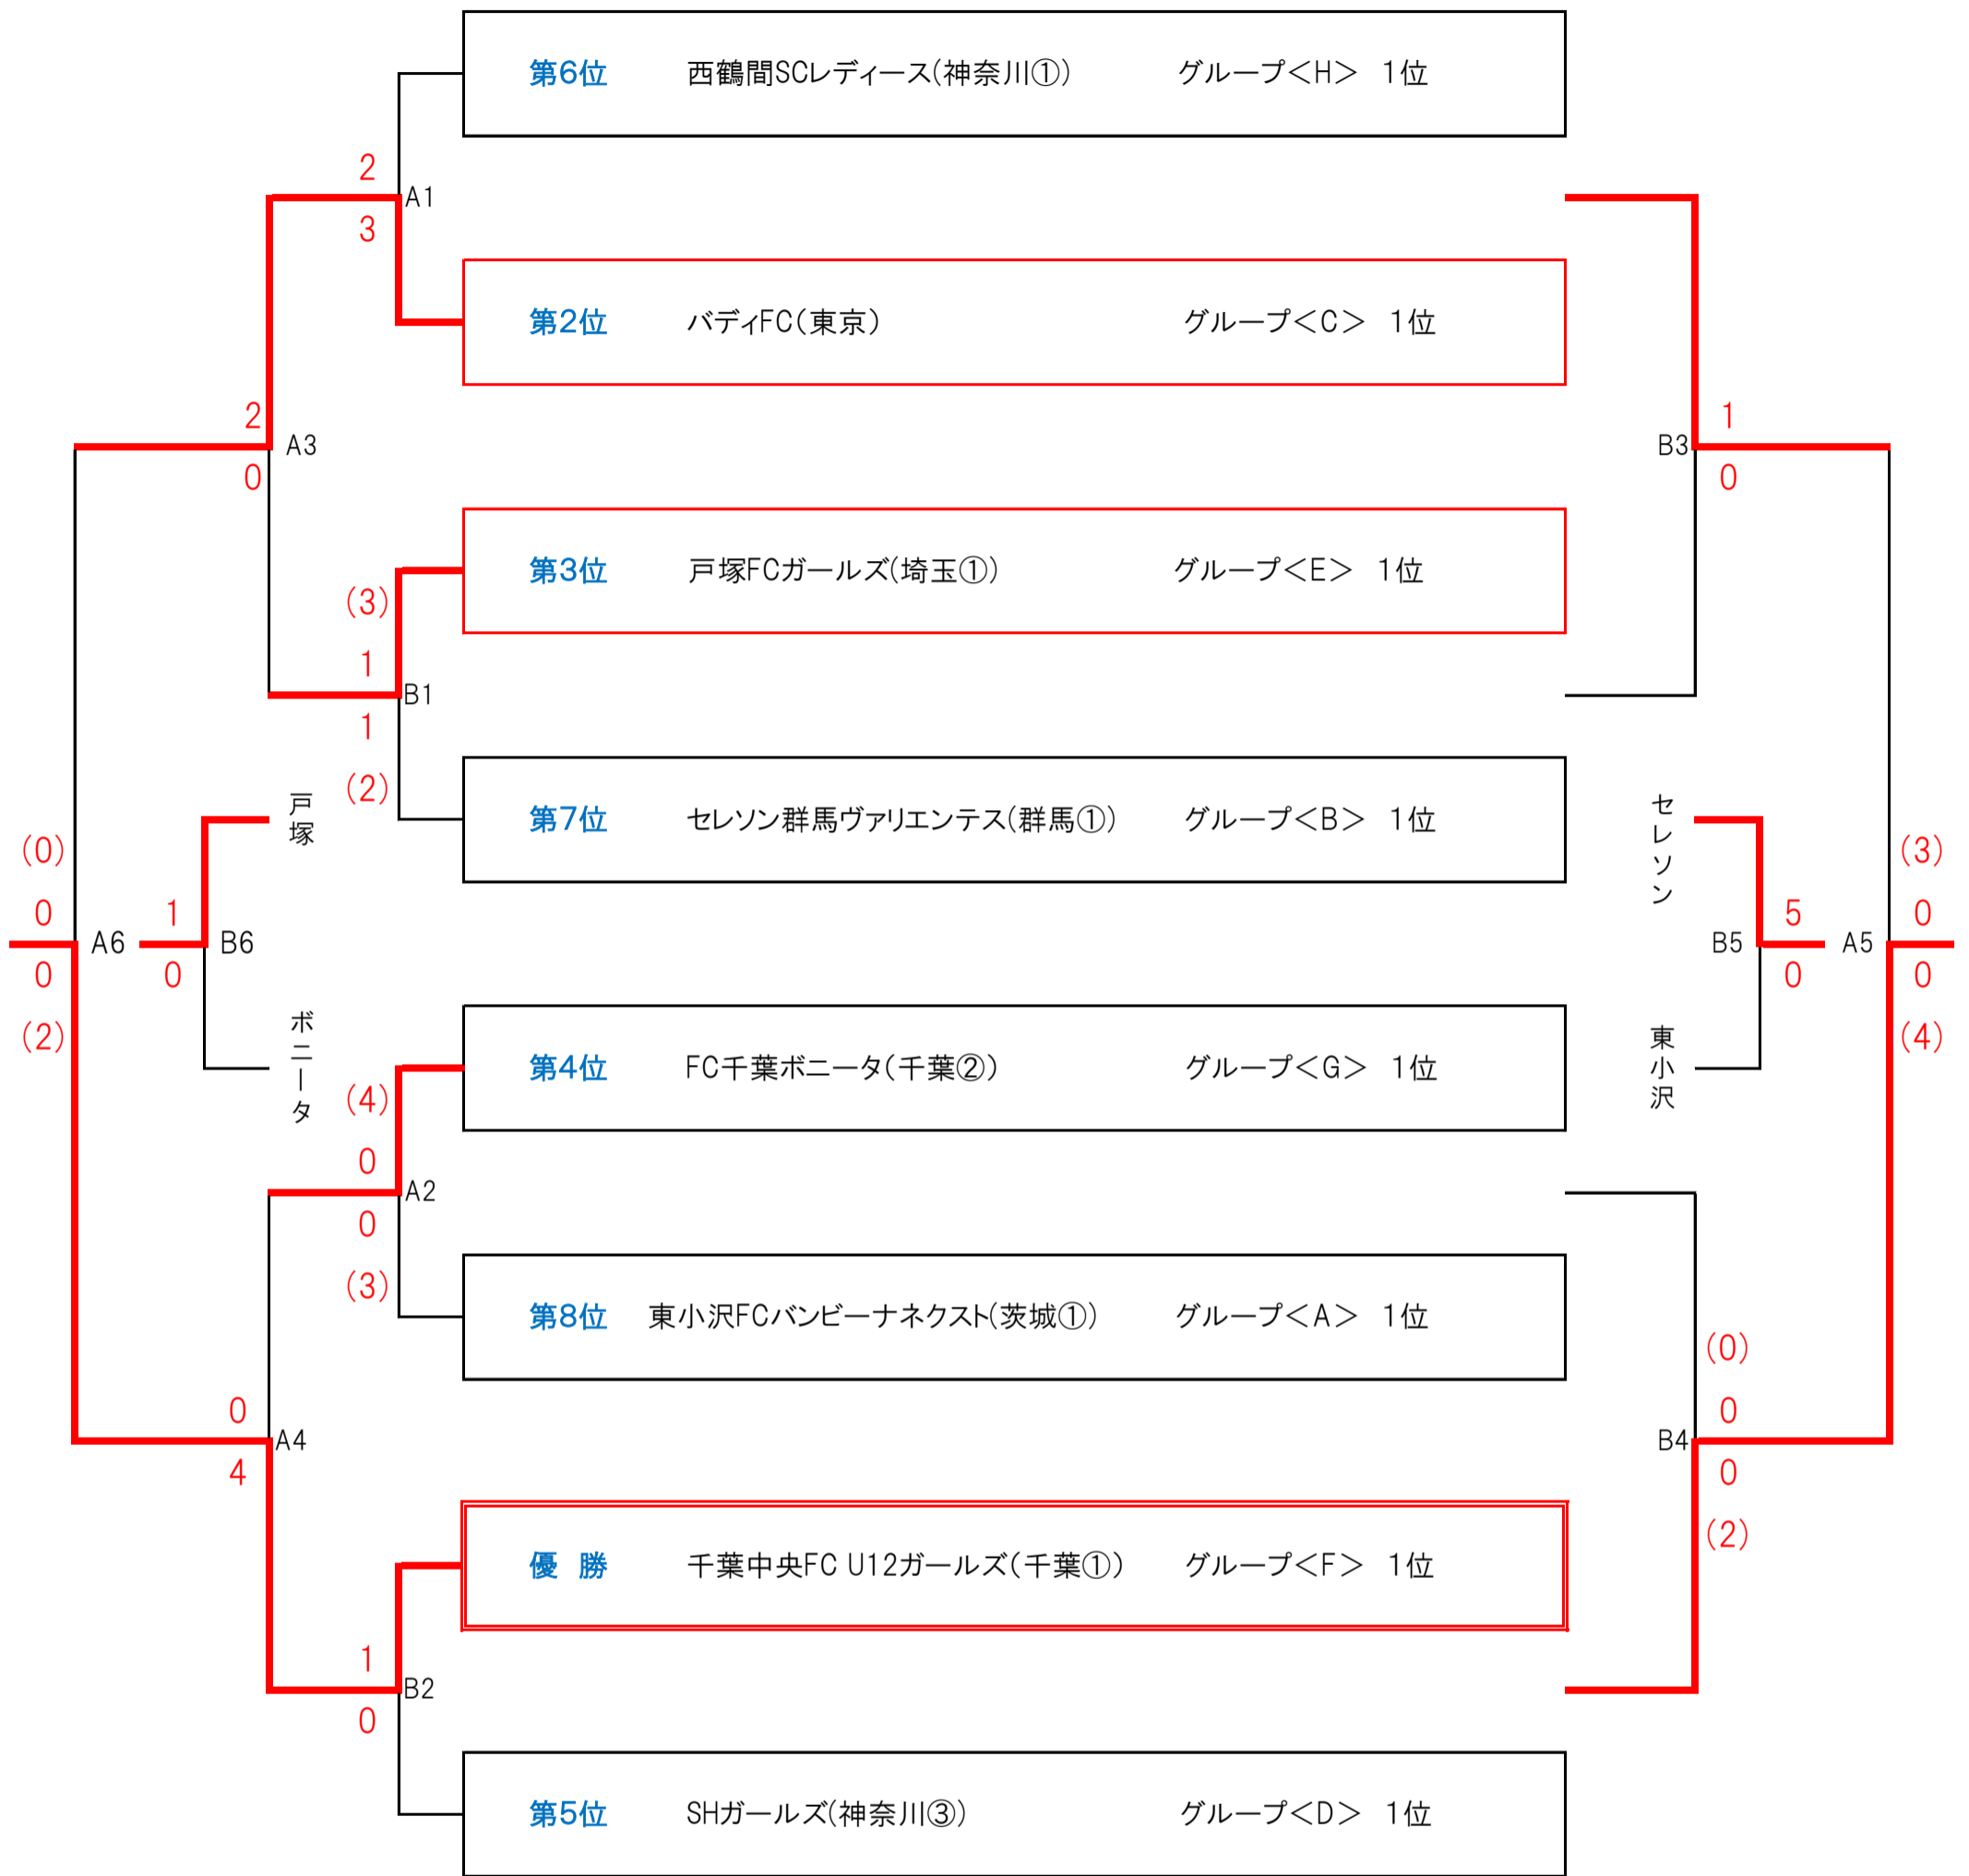 第6位 西鶴間SCレディース(神奈川①) グループ<H> 1位
2
A1
3
第2位 バディFC(東京) グループ<C> 1位
2
1
A3
B3
0
0
第3位 戸塚FCガールズ(埼玉①) グループ<E> 1位
(3)
1
B1
1
(2)
第7位 セレソン群馬ヴァリエンテス(群馬①) グループ<B> 1位
戸塚
セレソン
(0)
(3)
0
1
5
0
A6
B6
B5
A5
0
0
0
0
(2)
(4)
ボニータ
東小沢
第4位 FC千葉ボニータ(千葉②) グループ<G> 1位
(4)
0
A2
0
(3)
第8位 東小沢FCバンビーナネクスト(茨城①) グループ<A> 1位
(0)
0
0
A4
B4
4
0
(2)
優 勝 千葉中央FC U12ガールズ(千葉①) グループ<F> 1位
1
B2
0
第5位 SHガールズ(神奈川③) グループ<D> 1位